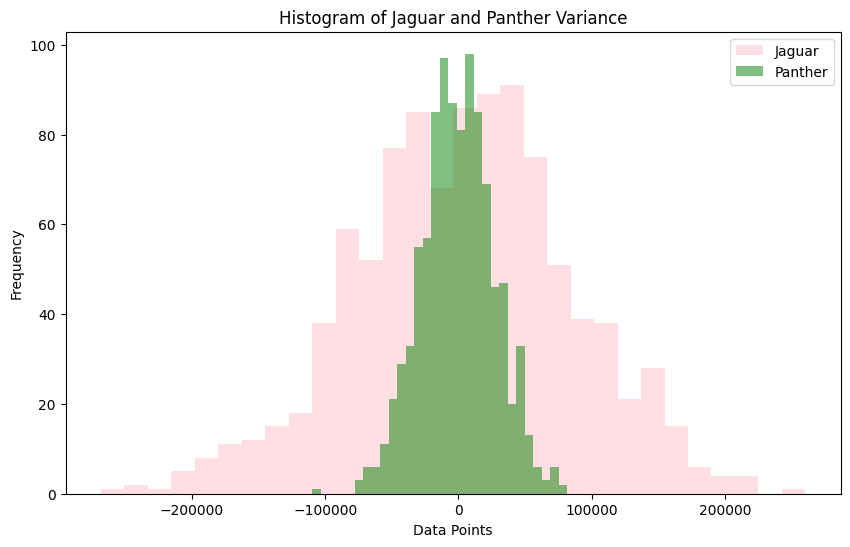 Histogram of Jaguar and Panther Variance
Jaguar
Panther
Frequency
100
80
60
40
20
0
−200000
−100000
0
100000
200000
Data Points